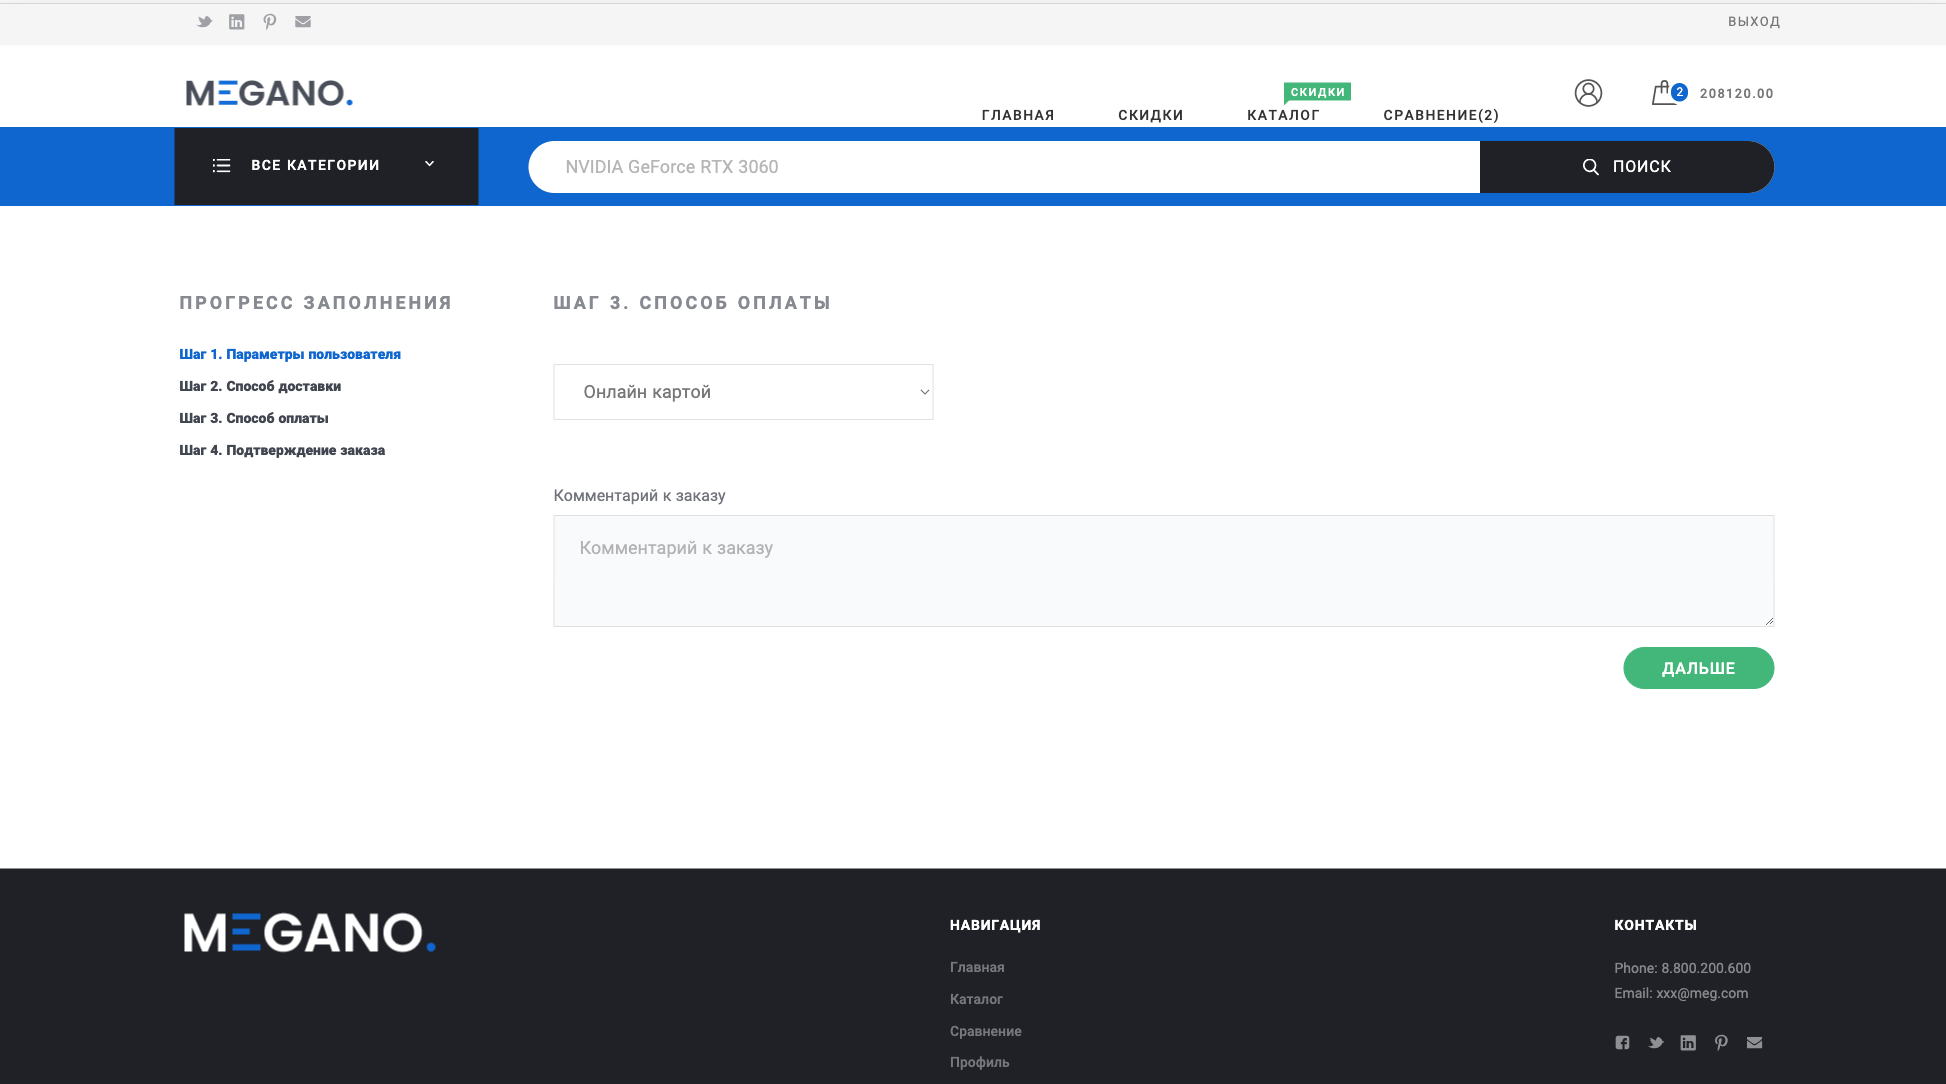 ВЫХОД
MEGANO.
ГЛАВНАЯ
СКИДКИ
СКИДКИ
КАТАЛОГ
СРАВНЕНИЕ(2)
2
208120.00
ВСЕ КАТЕГОРИИ
NVIDIA GeForce RTX 3060
ПОИСК
ПРОГРЕСС ЗАПОЛНЕНИЯ
Шаг 1. Параметры пользователя
Шаг 2. Способ доставки
Шаг 3. Способ оплаты
Шаг 4. Подтверждение заказа
ШАГ 3. СПОСОБ ОПЛАТЫ
Онлайн картой
Комментарий к заказу
Комментарий к заказу
ДАЛЬШЕ
MEGANO.
НАВИГАЦИЯ
Главная
Каталог
Сравнение
Профиль
КОНТАКТЫ
Phone: 8.800.200.600
Email: xxx@meg.com